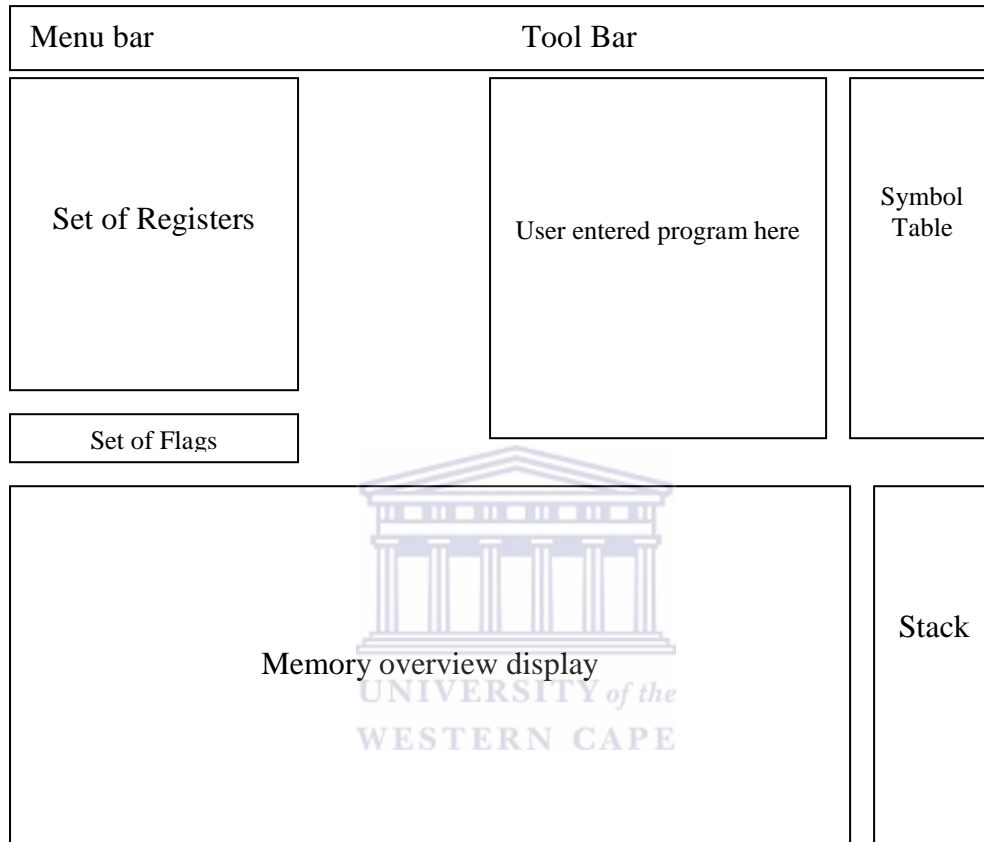 Menu bar Tool Bar
Set of Registers
User entered program here
Symbol
Table
Set of Flags
Memory overview display
Stack
UNIVERSITY of the
WESTERN CAPE